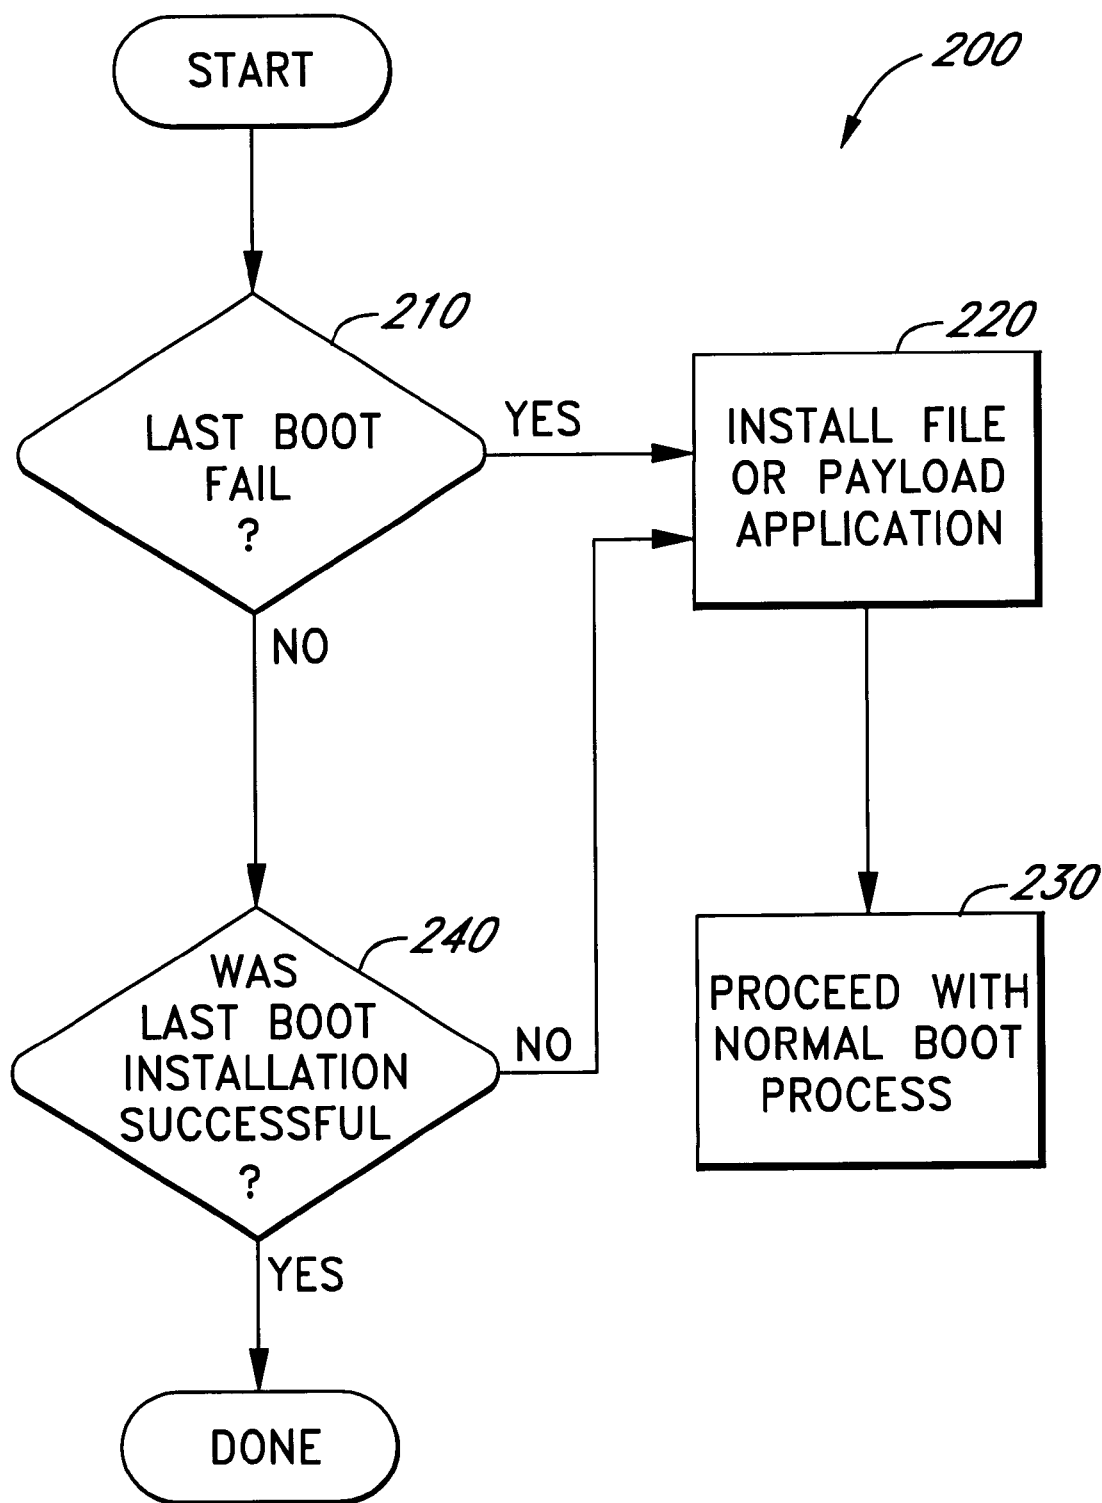 START
200
210
LAST BOOT
FAIL
?
YES
NO
220
INSTALL FILE
OR PAYLOAD
APPLICATION
230
PROCEED WITH
NORMAL BOOT
PROCESS
240
WAS
LAST BOOT
INSTALLATION
SUCCESSFUL
?
NO
YES
DONE